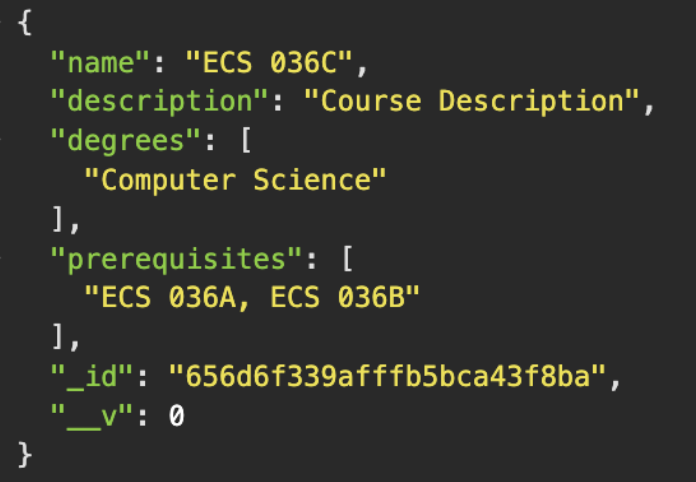 {
"name": "ECS 036C",
"description": "Course Description",
"degrees": [
"Computer Science"
],
"prerequisites": [
"ECS 036A, ECS 036B"
],
"_id": "656d6f339afffb5bca43f8ba",
"__v": 0
}